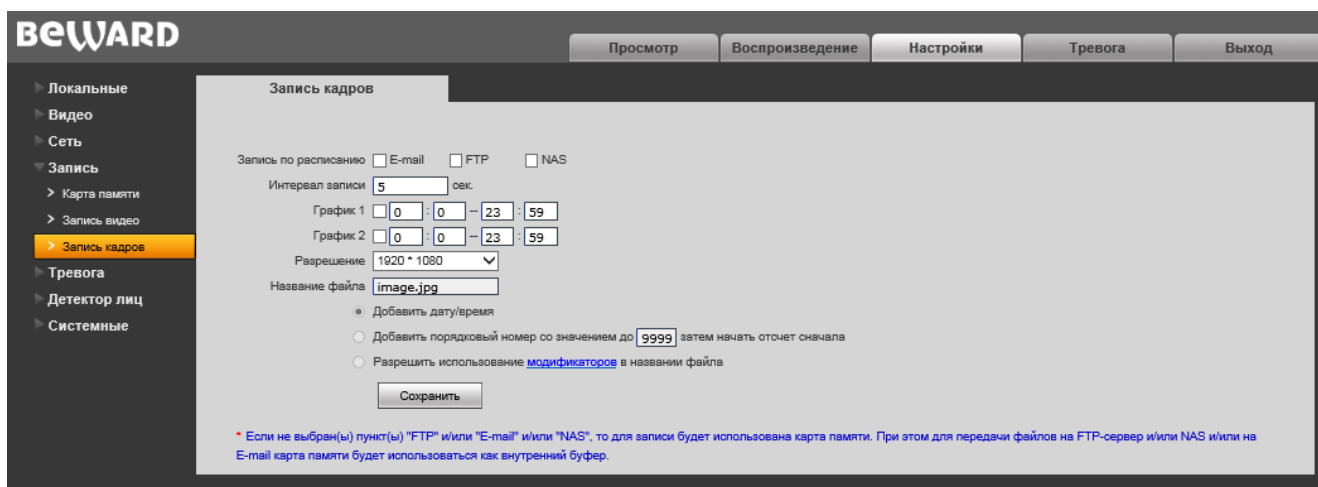 BEWARD
Просмотр Воспроизведение Настройки Тревога Выход
Локальные
Видео
Сеть
Запись
Карта памяти
Запись видео
Запись кадров
Тревога
Детектор лиц
Системные
Запись кадров
Запись по расписанию E-mail FTP NAS
Интервал записи 5 сек.
График 1 0 : 0 -- 23 : 59
График 2 0 : 0 -- 23 : 59
Разрешение 1920 * 1080
Название файла image.jpg
Добавить дату/время
Добавить порядковый номер со значением до 9999 затем начать отсчет сначала
Разрешить использование модификаторов в названии файла
Сохранить
* Если не выбран(ы) пункт(ы) "FTP" и/или "E-mail" и/или "NAS", то для записи будет использована карта памяти. При этом для передачи файлов на FTP-сервер и/или NAS и/или на
E-mail карта памяти будет использоваться как внутренний буфер.